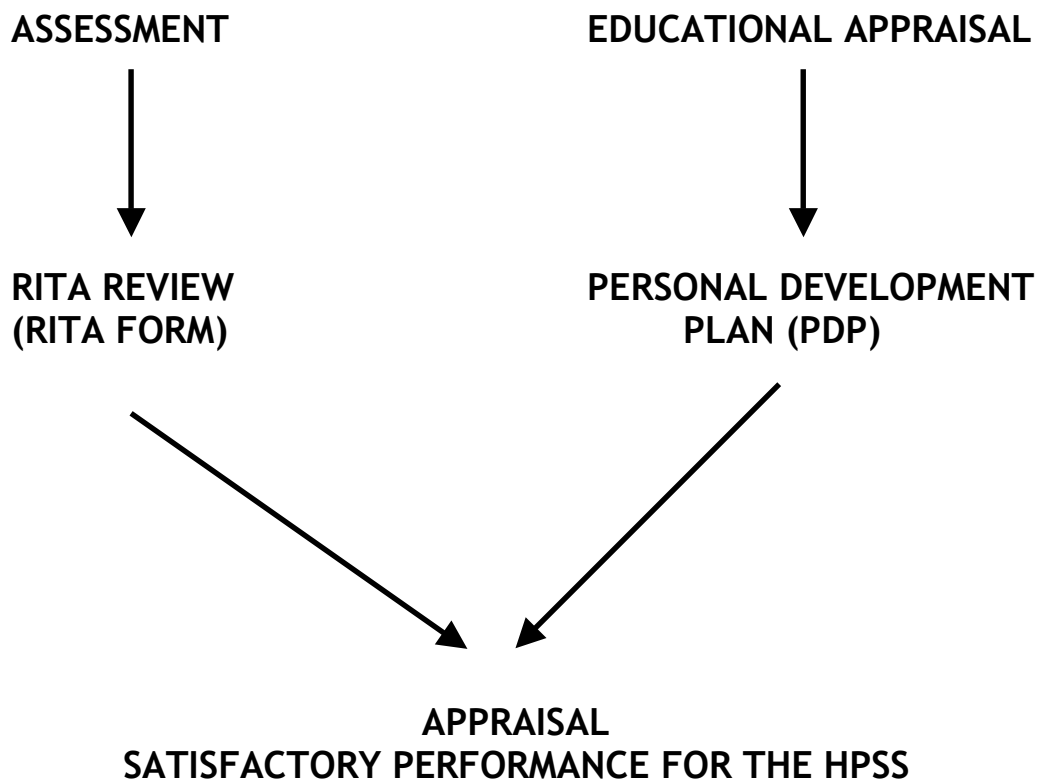 ASSESSMENT
EDUCATIONAL APPRAISAL
RITA REVIEW
(RITA FORM)
PERSONAL DEVELOPMENT
PLAN (PDP)
APPRAISAL
SATISFACTORY PERFORMANCE FOR THE HPSS